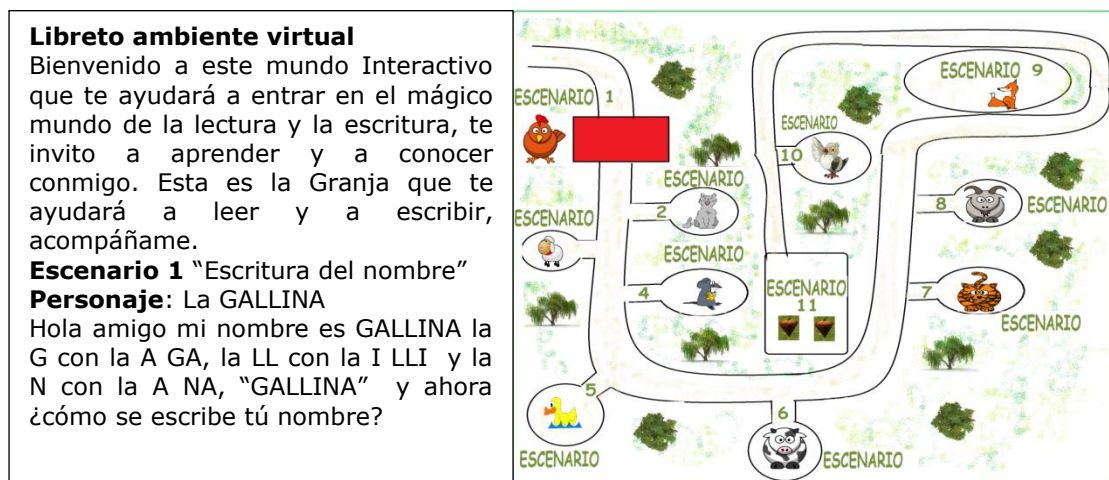 Libreto ambiente virtual
Bienvenido a este mundo Interactivo
que te ayudará a entrar en el mágico
mundo de la lectura y la escritura, te
invito a aprender y a conocer
conmigo. Esta es la Granja que te
ayudará a leer y a escribir,
acompáñame.
Escenario 1 “Escritura del nombre”
Personaje: La GALLINA
Hola amigo mi nombre es GALLINA la
G con la A GA, la LL con la I LLI y la
N con la A NA, “GALLINA” y ahora
¿cómo se escribe tú nombre?
ESCENARIO 1
ESCENARIO
2
ESCENARIO
ESCENARIO
4
5
ESCENARIO
6
ESCENARIO
7
ESCENARIO
8 ESCENARIO
ESCENARIO 9
ESCENARIO
10
ESCENARIO
11